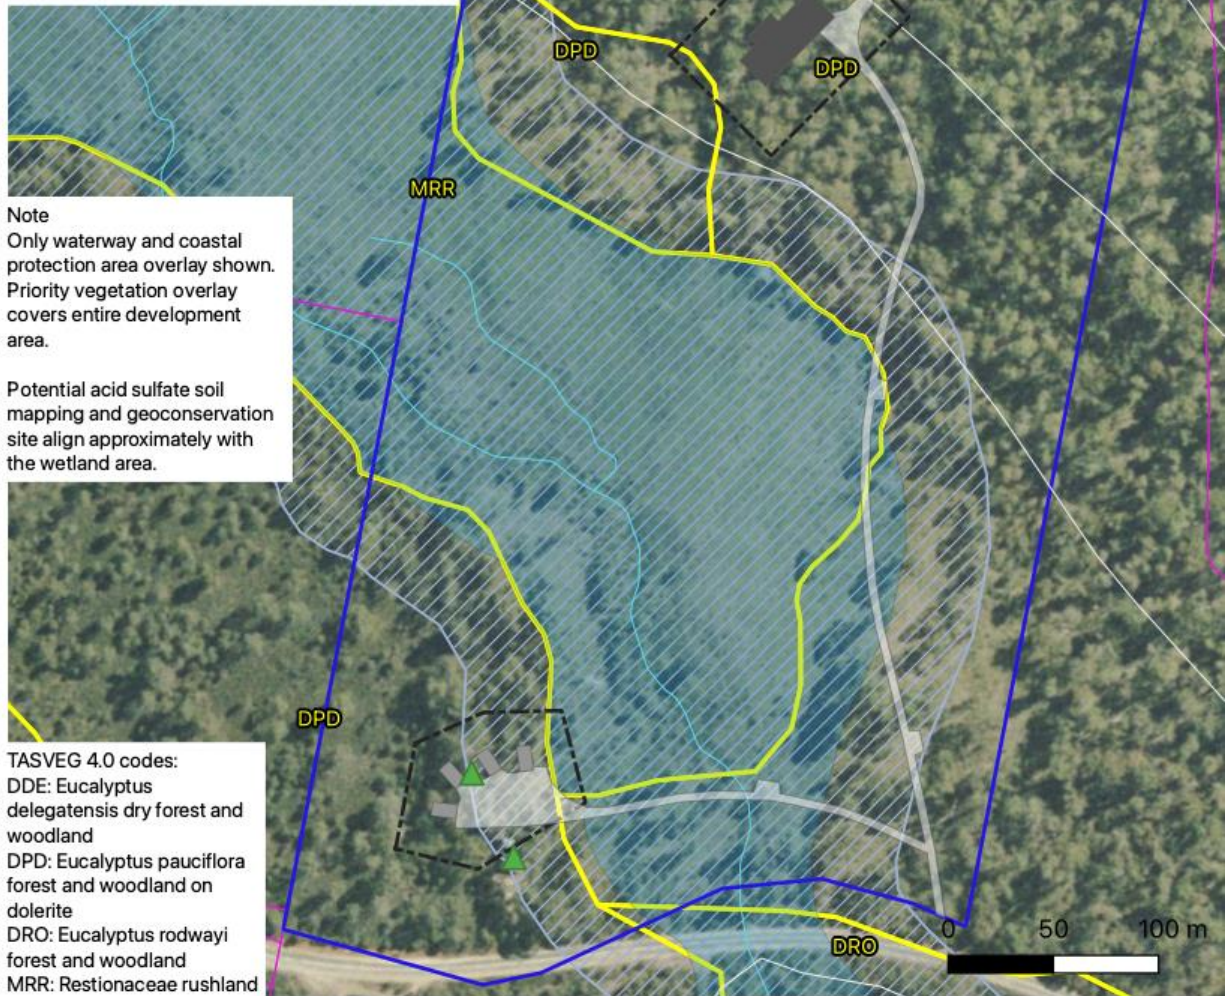 DPD
DPD
MRR
Note
Only waterway and coastal
protection area overlay shown.
Priority vegetation overlay
covers entire development
area.
Potential acid sulfate soil
mapping and geoconservation
site align approximately with
the wetland area.
DPD
TASVEG 4.0 codes:
DDE: Eucalyptus
delegatensis dry forest and
woodland
DPD: Eucalyptus pauciflora
forest and woodland on
dolerite
DRO: Eucalyptus rodwayi
forest and woodland
MRR: Restionaceae rushland
DRO
0 50 100 m